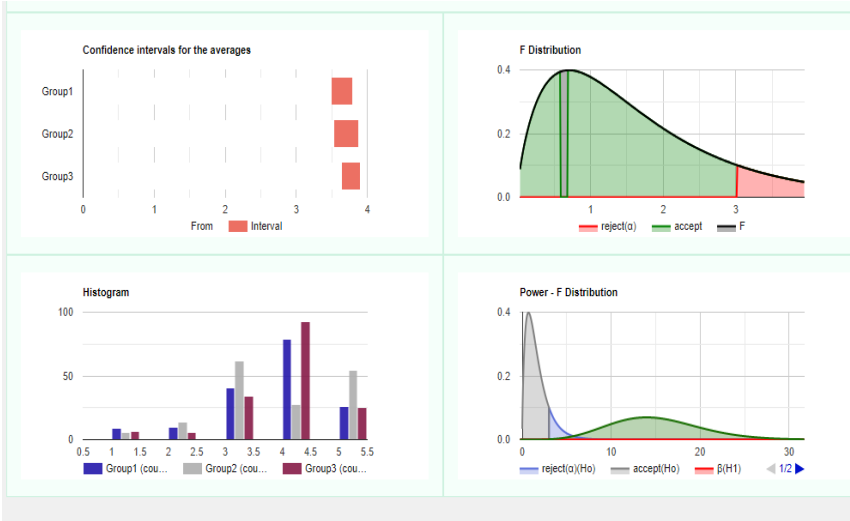 Confidence intervals for the averages
Group1
Group2
Group3
0 1 2 3 4
From Interval
F Distribution
0.4
0.2
0.0
1 2 3
reject(α) accept F
Histogram
100
50
0
0.5 1 1.5 2 2.5 3 3.5 4 4.5 5 5.5
Group1 (cou... Group2 (cou... Group3 (cou...
Power - F Distribution
0.4
0.2
0.0
0 10 20 30
reject(α)(Ho) accept(Ho) β(H1) 1/2